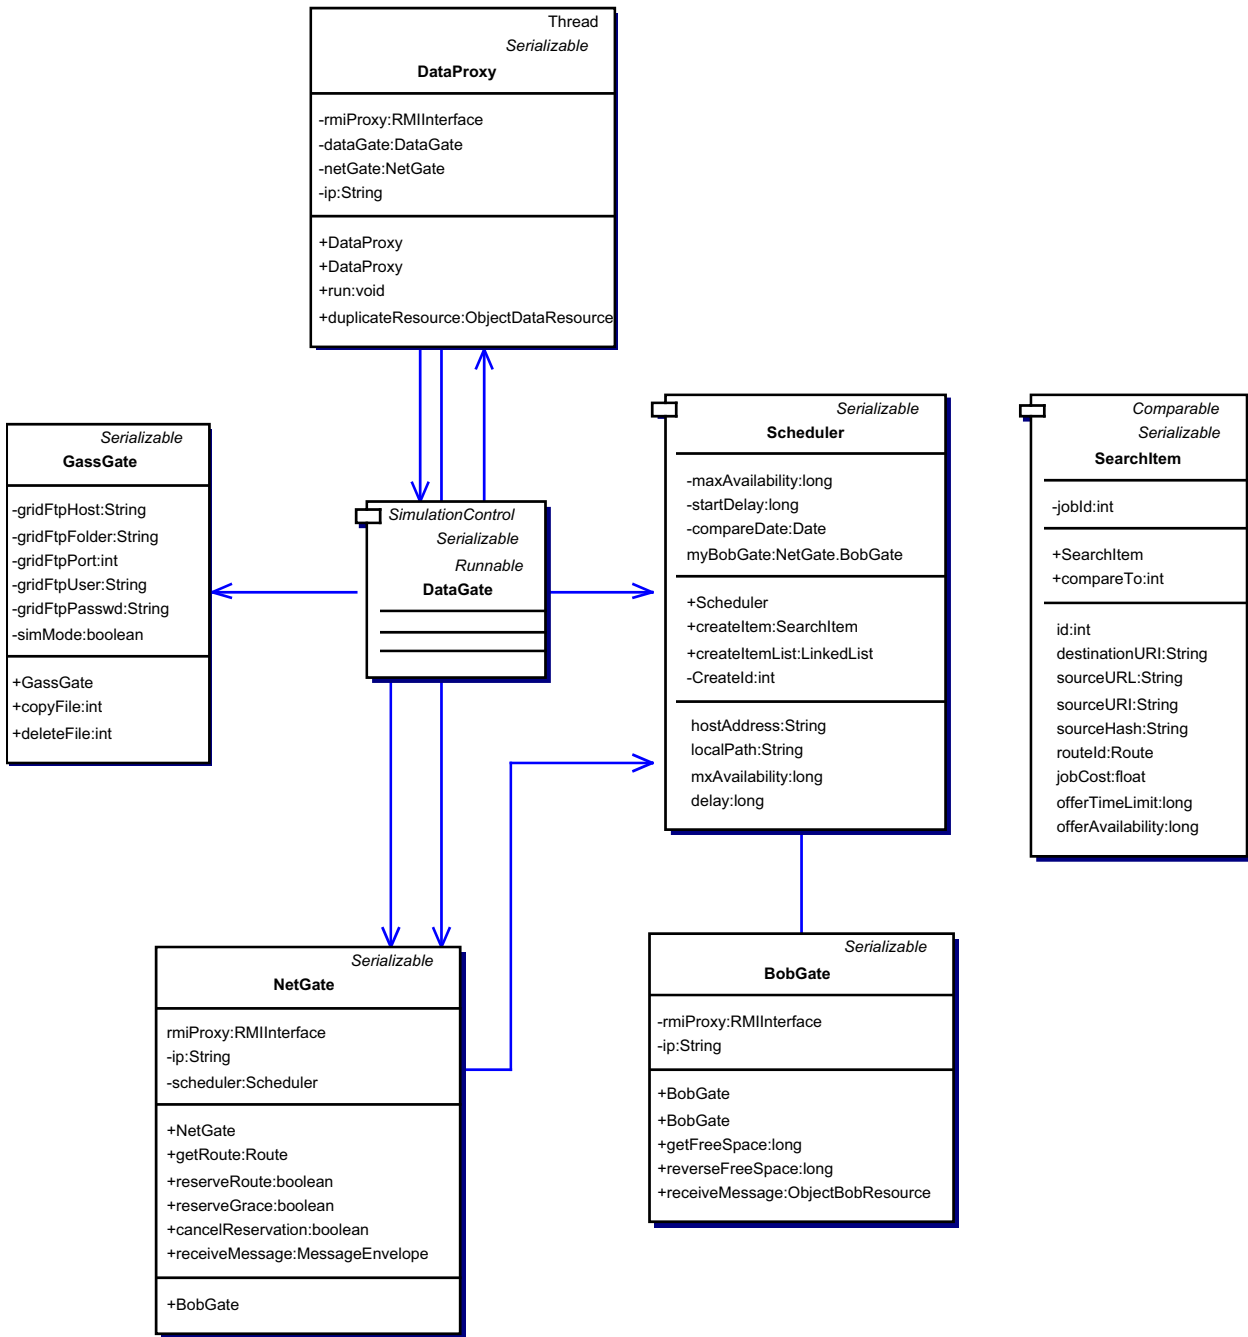 Thread
Serializable
DataProxy
-rmiProxy:RMIInterface
-dataGate:DataGate
-netGate:NetGate
-ip:String
+DataProxy
+DataProxy
+run:void
+duplicateResource:ObjectDataResource
Serializable
GassGate
-gridFtpHost:String
-gridFtpFolder:String
-gridFtpPort:int
-gridFtpUser:String
-gridFtpPasswd:String
-simMode:boolean
+GassGate
+copyFile:int
+deleteFile:int
SimulationControl
Serializable
Runnable
DataGate
Serializable
Scheduler
-maxAvailability:long
-startDelay:long
-compareDate:Date
myBobGate:NetGate.BobGate
+Scheduler
+createItem:SearchItem
+createItemList:LinkedList
-CreateId:int
hostAddress:String
localPath:String
mxAvailability:long
delay:long
Comparable
Serializable
SearchItem
-jobId:int
+SearchItem
+compareTo:int
id:int
destinationURI:String
sourceURL:String
sourceURI:String
sourceHash:String
routeId:Route
jobCost:float
offerTimeLimit:long
offerAvailability:long
Serializable
NetGate
rmiProxy:RMIInterface
-ip:String
-scheduler:Scheduler
+NetGate
+getRoute:Route
+reserveRoute:boolean
+reserveGrace:boolean
+cancelReservation:boolean
+receiveMessage:MessageEnvelope
+BobGate
Serializable
BobGate
-rmiProxy:RMIInterface
-ip:String
+BobGate
+BobGate
+getFreeSpace:long
+reverseFreeSpace:long
+receiveMessage:ObjectBobResource